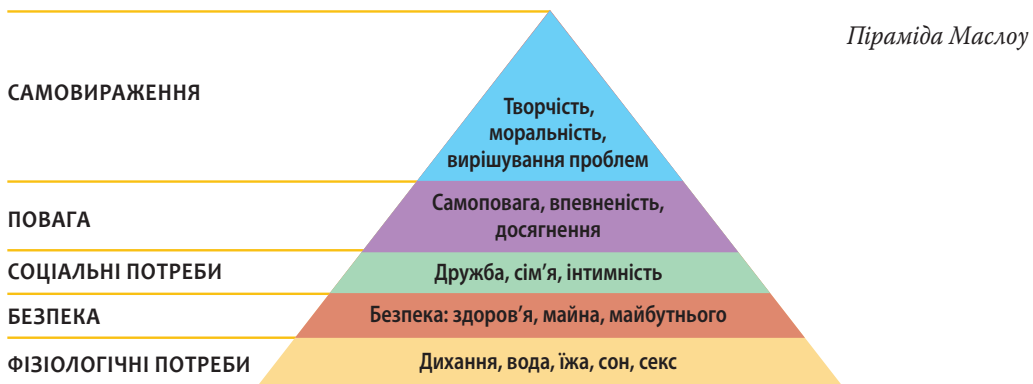 Піраміда Маслоу
САМОВИРАЖЕННЯ
Творчість,
моральність,
вирішування проблем
ПОВАГА
Самоповага, впевненість,
досягнення
СОЦІАЛЬНІ ПОТРЕБИ
Дружба, сім’я, інтимність
БЕЗПЕКА
Безпека: здоров’я, майна, майбутнього
ФІЗІОЛОГІЧНІ ПОТРЕБИ
Дихання, вода, їжа, сон, секс